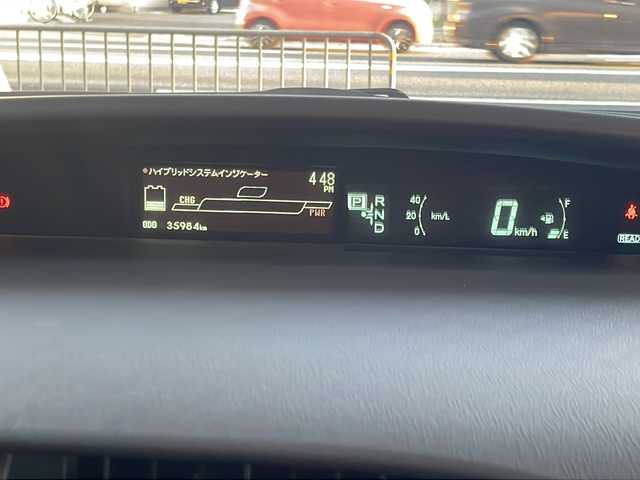 ハイブリッドシステムインジケーター
4:48
PM
CHG
PWR
ODO 35984km
P R
N
D
40
20
0
km/L
0 km/h
F
E
READ